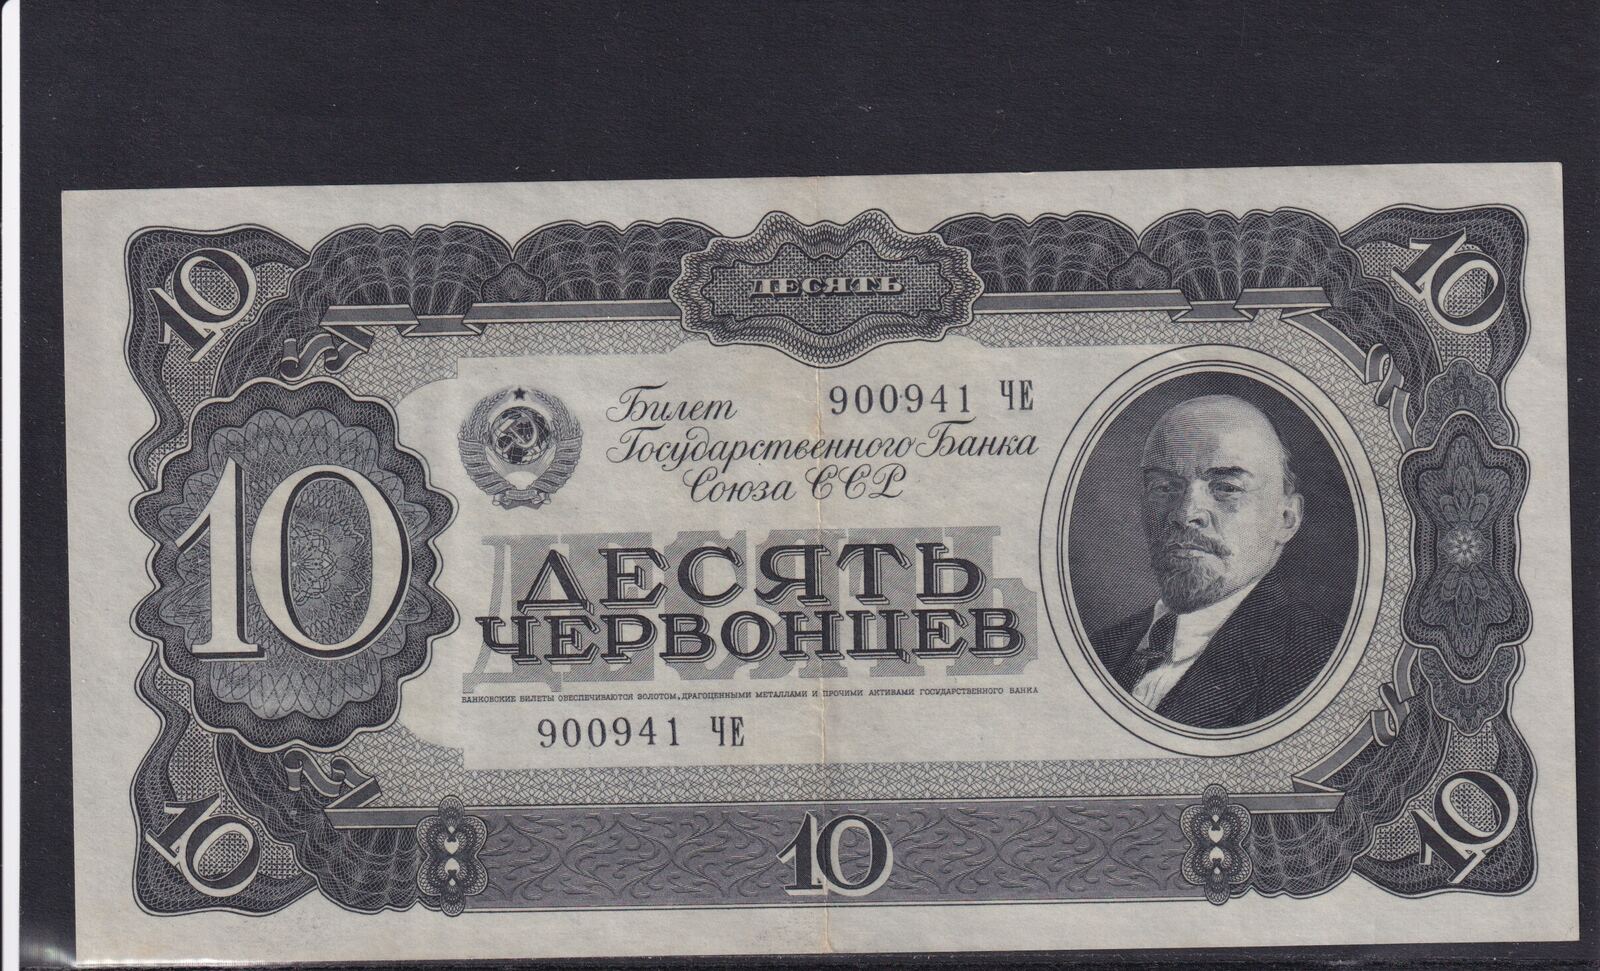 10
ДЕСЯТЬ
10
Билет 900941 ЧЕ
Государственного Банка
Союза ССР
10
ДЕСЯТЬ
ДЕСЯТЬ
ЧЕРВОНЦЕВ
БАНКОВСКИЕ БИЛЕТЫ ОБЕСПЕЧИВАЮТСЯ ЗОЛОТОМ, ДРАГОЦЕННЫМИ МЕТАЛЛАМИ И ПРОЧИМИ АКТИВАМИ ГОСУДАРСТВЕННОГО БАНКА
900941 ЧЕ
10
10
10